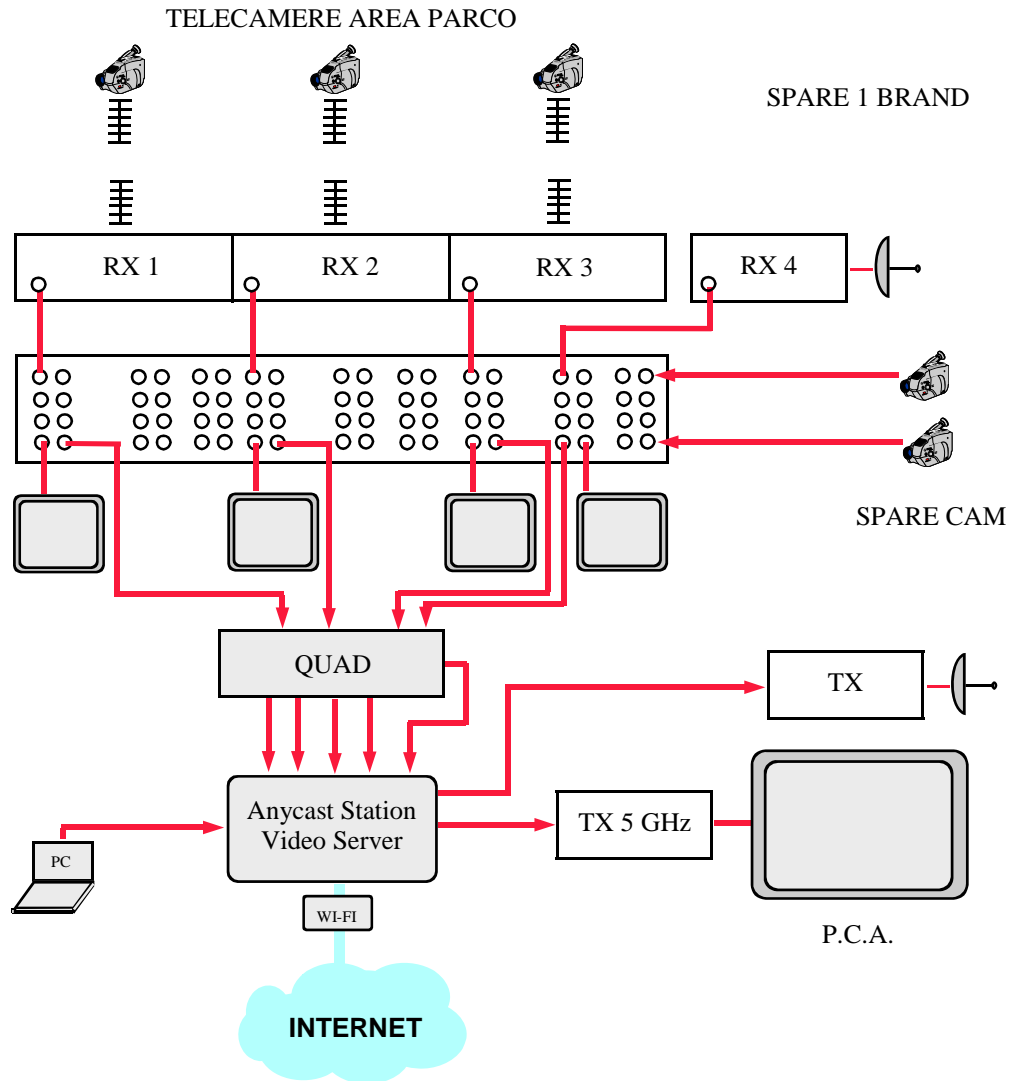 TELECAMERE AREA PARCO
SPARE 1 BRAND
RX 1
RX 2
RX 3
RX 4
SPARE CAM
QUAD
TX
Anycast Station
Video Server
TX 5 GHz
PC
WI-FI
P.C.A.
INTERNET